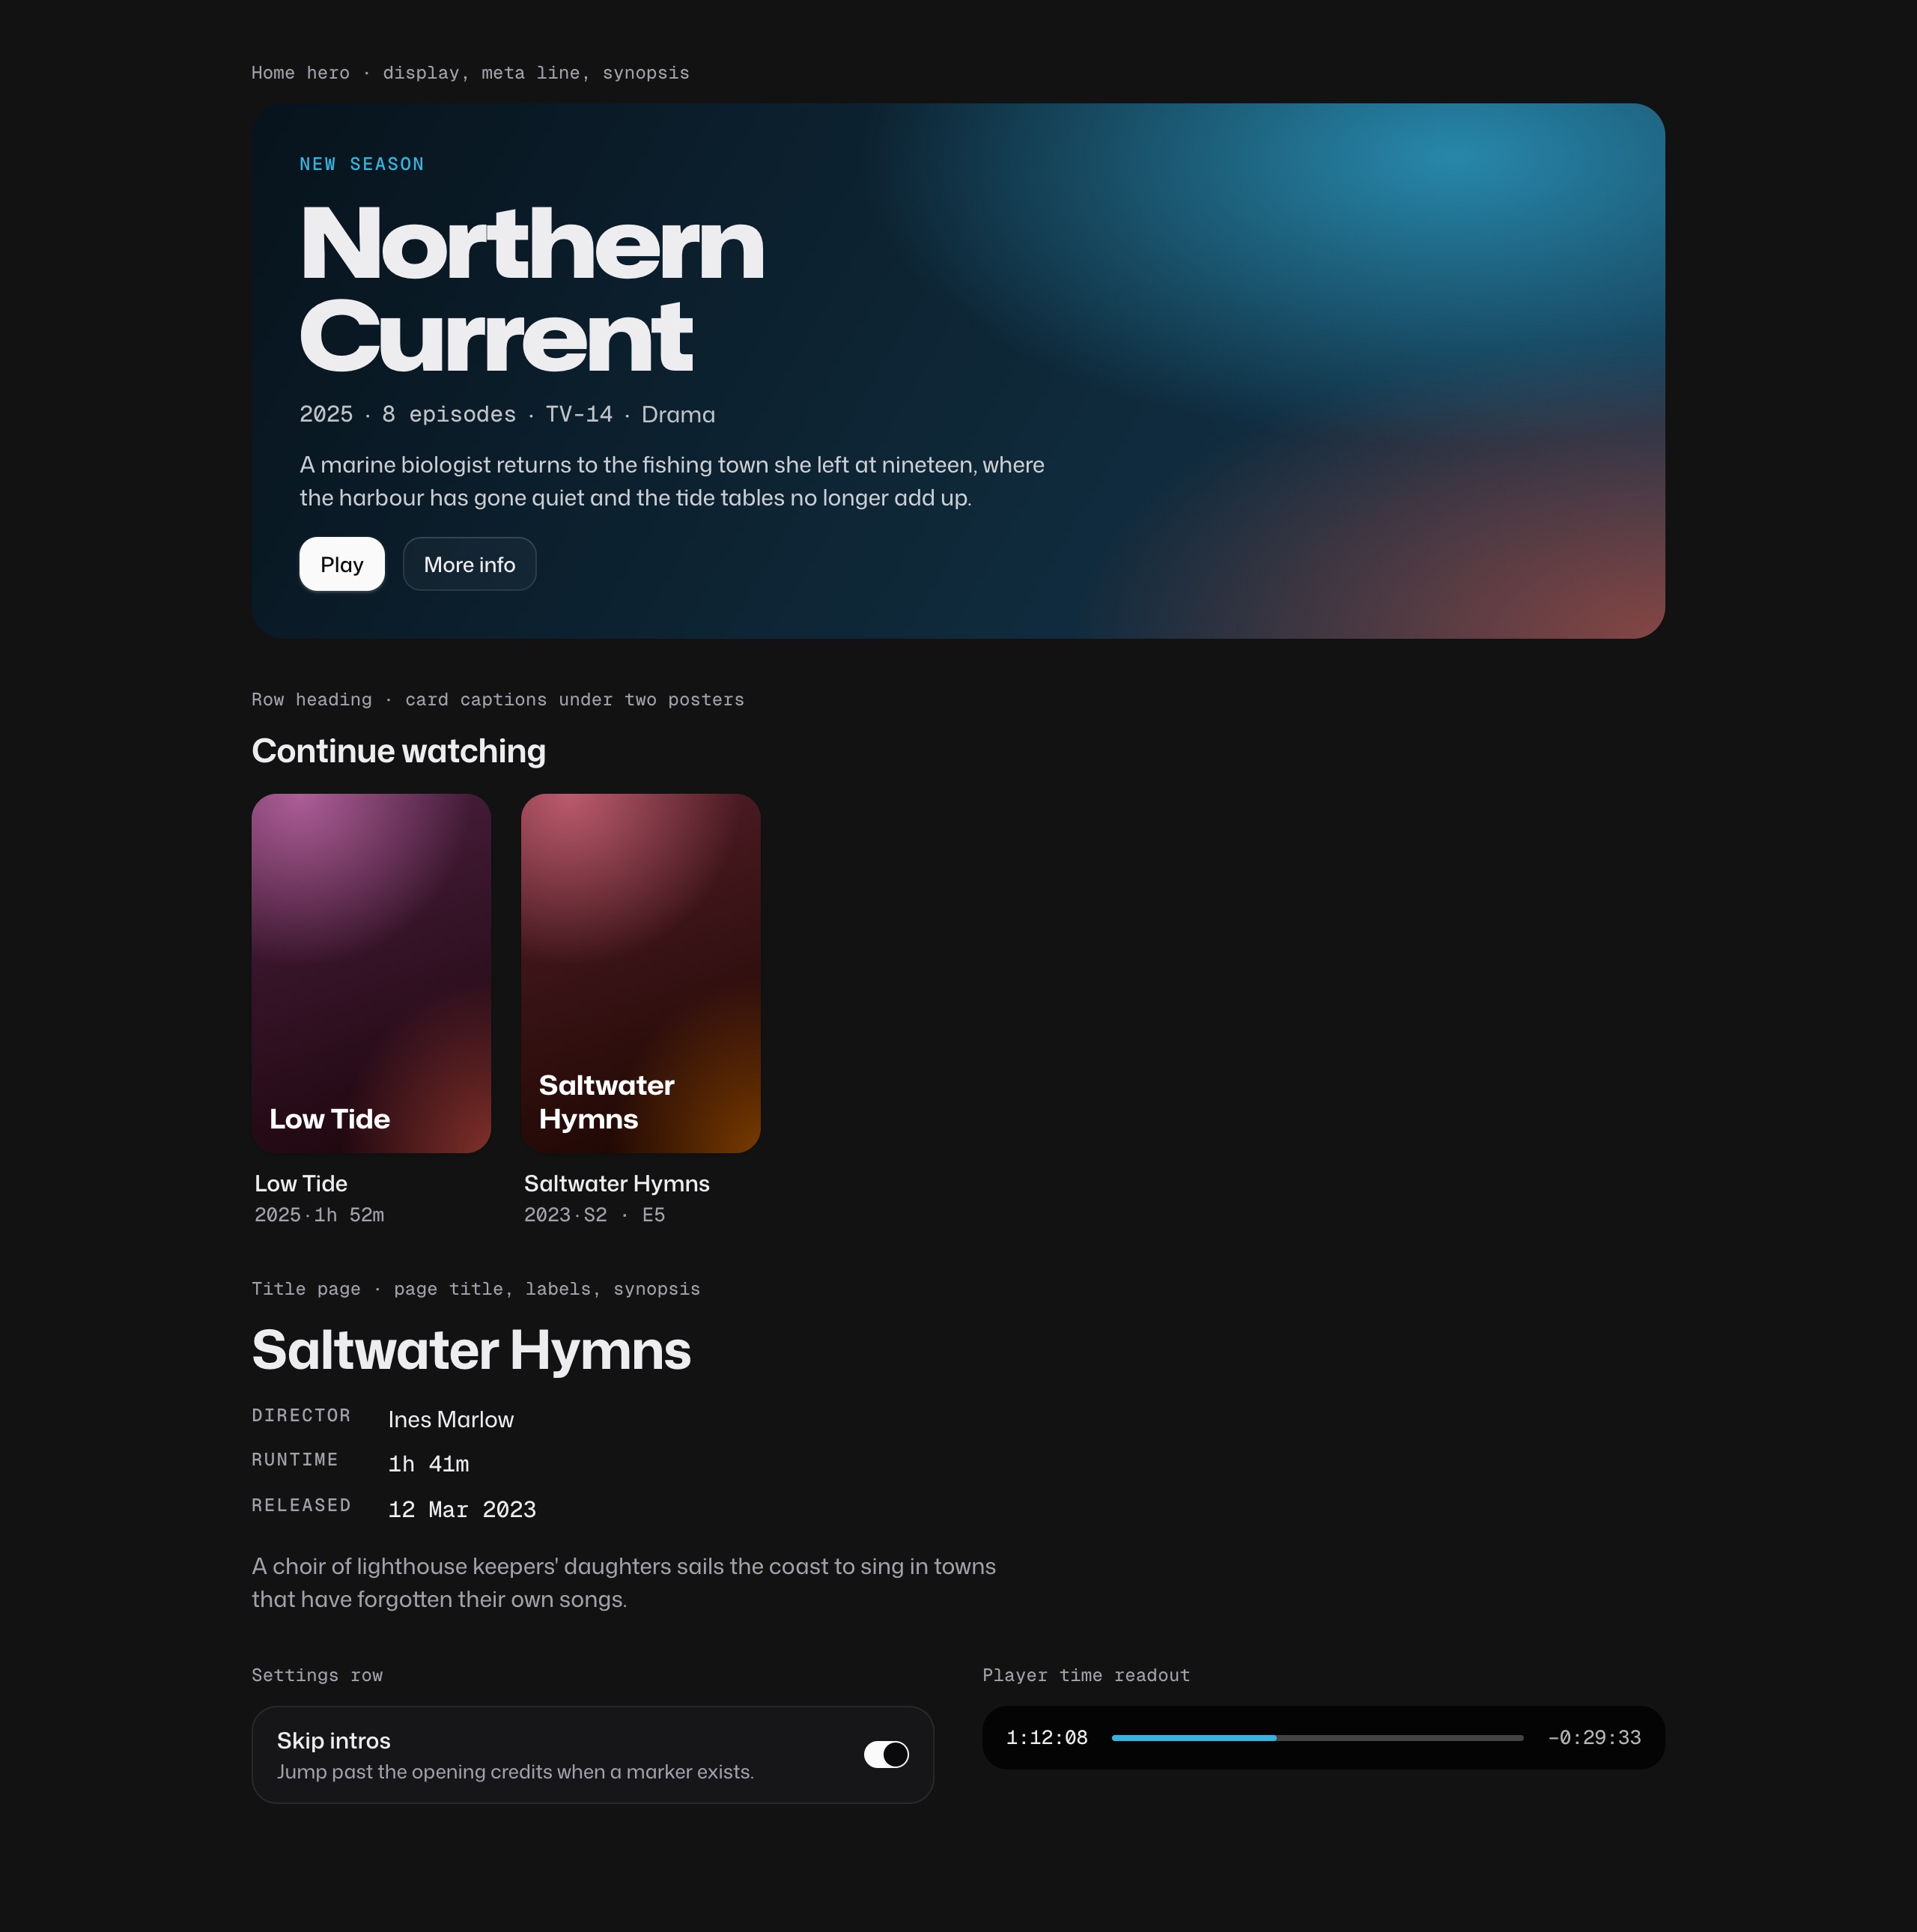 Home hero · display, meta line, synopsis
NEW SEASON
Northern
Current
2025 · 8 episodes · TV-14 · Drama
A marine biologist returns to the fishing town she left at nineteen, where
the harbour has gone quiet and the tide tables no longer add up.
Play
More info
Row heading · card captions under two posters
Continue watching
Low Tide
Saltwater
Hymns
Low Tide
2025·1h 52m
Saltwater Hymns
2023·S2 · E5
Title page · page title, labels, synopsis
Saltwater Hymns
DIRECTOR Ines Marlow
RUNTIME 1h 41m
RELEASED 12 Mar 2023
A choir of lighthouse keepers' daughters sails the coast to sing in towns
that have forgotten their own songs.
Settings row
Skip intros
Jump past the opening credits when a marker exists.
Player time readout
1:12:08
−0:29:33